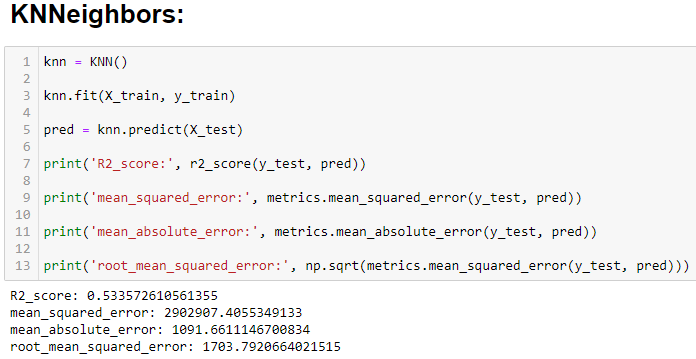 KNNeighbors:
1 knn = KNN()
2
3 knn.fit(X_train, y_train)
4
5 pred = knn.predict(X_test)
6
7 print('R2_score:', r2_score(y_test, pred))
8
9 print('mean_squared_error:', metrics.mean_squared_error(y_test, pred))
10
11 print('mean_absolute_error:', metrics.mean_absolute_error(y_test, pred))
12
13 print('root_mean_squared_error:', np.sqrt(metrics.mean_squared_error(y_test, pred)))
R2_score: 0.533572610561355
mean_squared_error: 2902907.4055349133
mean_absolute_error: 1091.6611146700834
root_mean_squared_error: 1703.7920664021515